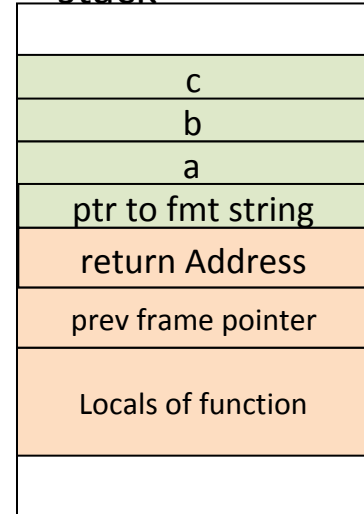 c
b
a
ptr to fmt string
return Address
prev frame pointer
Locals of function